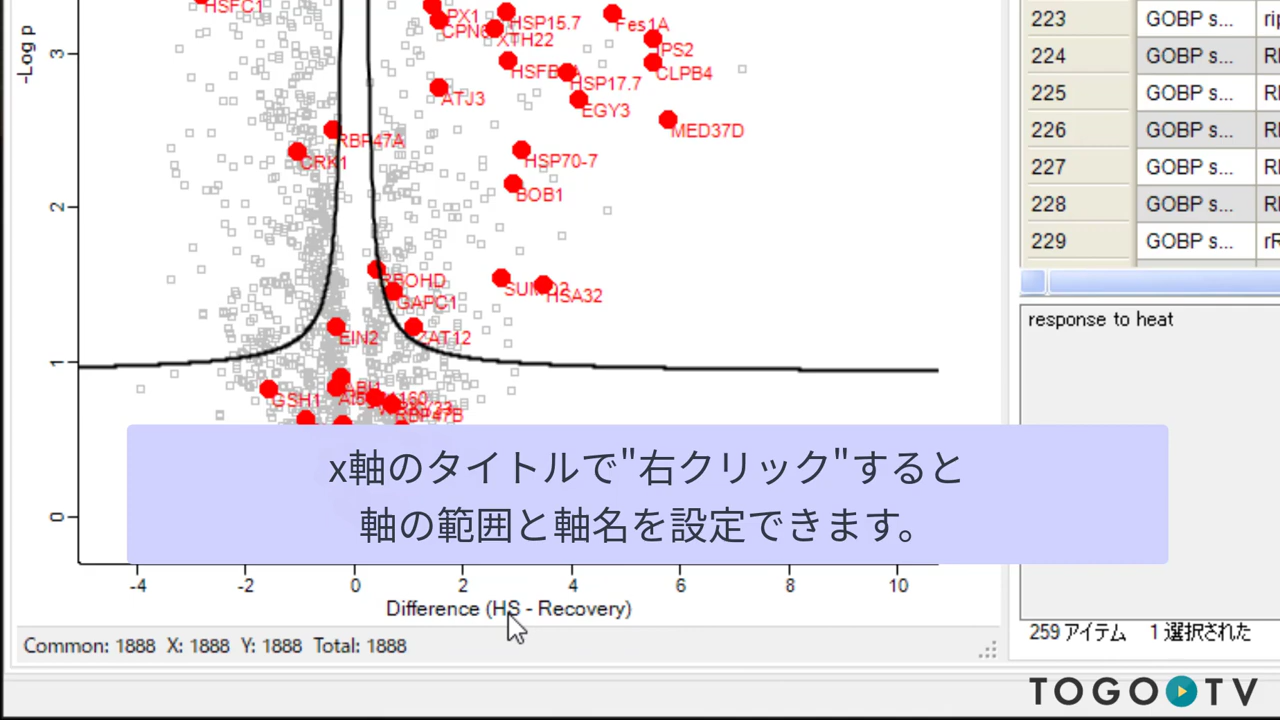 HSFC1
PX1
HSP15.7
CPN6
XTH22
Fes1A
IPS2
CLPB4
HSP17.7
ATJ3
EGY3
MED37D
RBP47A
CRK1
HSP70-7
BOB1
RBOHD
GAPC1
HSA32
EIN2
ZAT12
GSH1
RBP47B
-Log p
3
2
1
0
-4 -2 0 2 4 6 8 10
Difference (HS - Recovery)
Common: 1888 X: 1888 Y: 1888 Total: 1888
223 GOBP s...
224 GOBP s...
225 GOBP s...
226 GOBP s...
227 GOBP s...
228 GOBP s...
229 GOBP s...
response to heat
259 アイテム 1 選択された
x軸のタイトルで"右クリック"すると
軸の範囲と軸名を設定できます。
TOGO TV